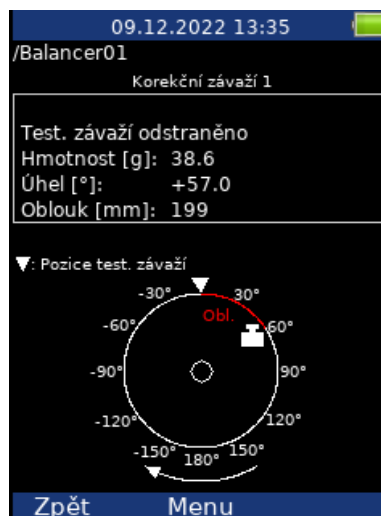 09.12.2022 13:35
/Balancer01
Korekční závaží 1
Test. závaží odstraněno
Hmotnost [g]: 38.6
Úhel [°]: +57.0
Oblouk [mm]: 199
▼: Pozice test. závaží
-30° 30°
Obl.
-60° 60°
-90° 90°
-120° 120°
-150° 180° 150°
Zpět Menu